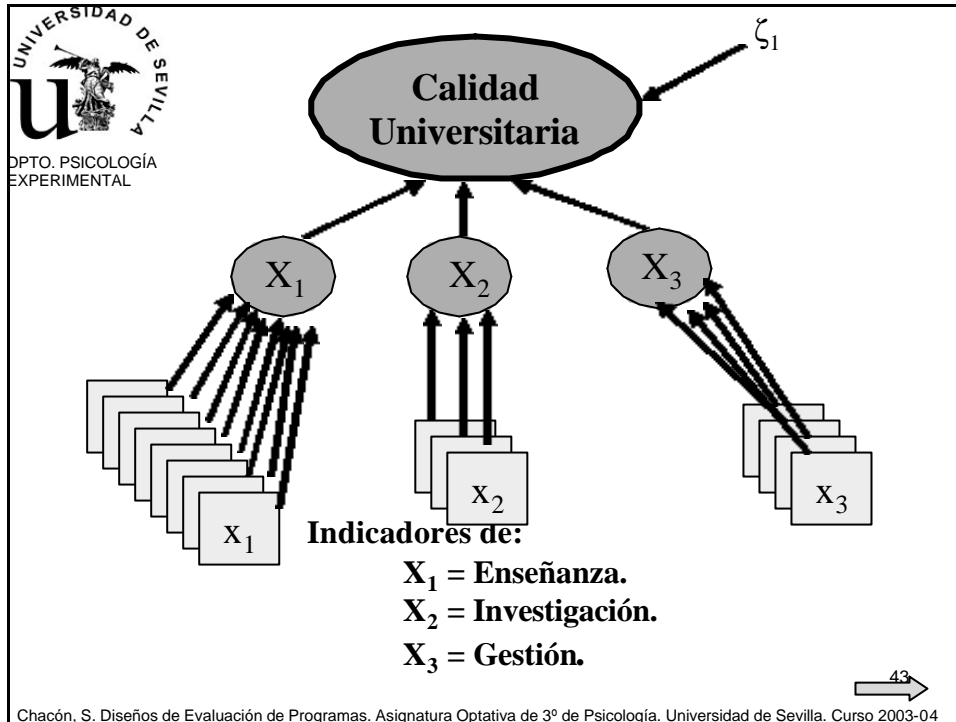 UNIVERSIDAD DE SEVILLA
u
DPTO. PSICOLOGÍA
EXPERIMENTAL
ζ1
Calidad
Universitaria
X1
X2
X3
x1
x2
x3
Indicadores de:
X1 = Enseñanza.
X2 = Investigación.
X3 = Gestión.
43
Chacón, S. Diseños de Evaluación de Programas. Asignatura Optativa de 3º de Psicología. Universidad de Sevilla. Curso 2003-04